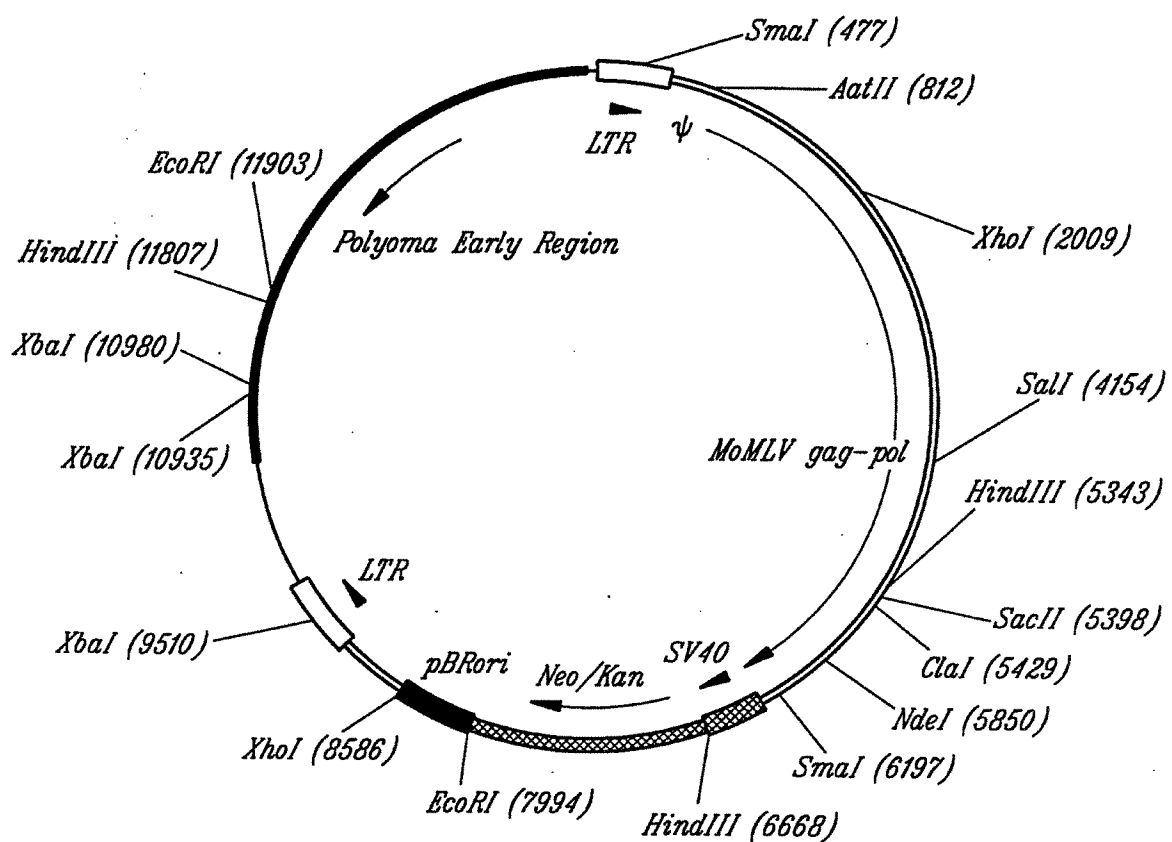 SmaI (477)
AatII (812)
LTR
ψ
EcoRI (11903)
Polyoma Early Region
XhoI (2009)
HindIII (11807)
XbaI (10980)
SalI (4154)
XbaI (10935)
MoMLV gag-pol
HindIII (5343)
LTR
SacII (5398)
XbaI (9510)
ClaI (5429)
pBRori
Neo/Kan
SV40
NdeI (5850)
XhoI (8586)
SmaI (6197)
EcoRI (7994)
HindIII (6668)